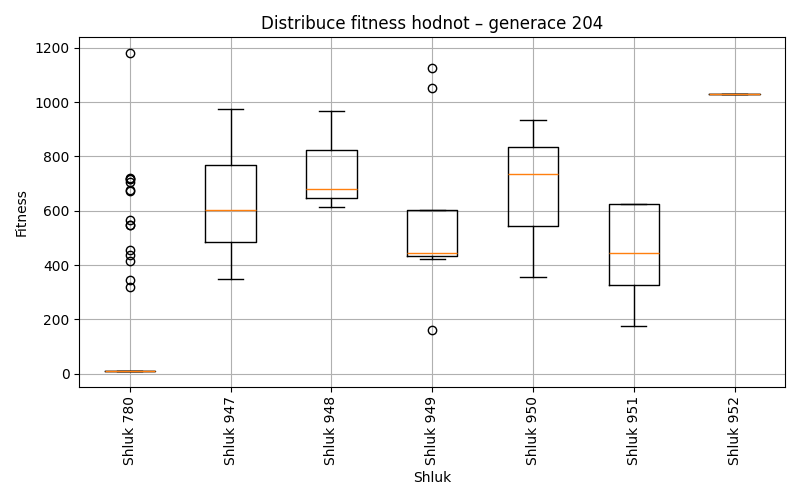 Distribuce fitness hodnot – generace 204
Fitness
1200
1000
800
600
400
200
0
Shluk 780
Shluk 947
Shluk 948
Shluk 949
Shluk 950
Shluk 951
Shluk 952
Shluk